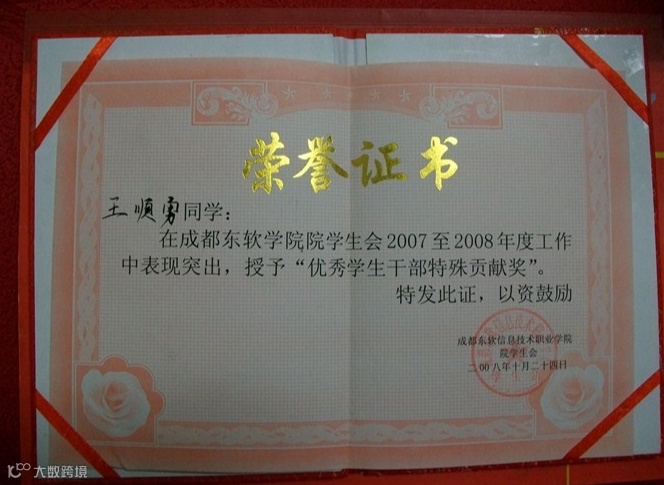 荣誉证书
王顺勇同学：
在成都东软学院院学生会2007至2008年度工作
中表现突出，授予“优秀学生干部特殊贡献奖”。
特发此证，以资鼓励
成都东软信息技术职业学院
院学生会
二00八年十月二十四日
大数跨境